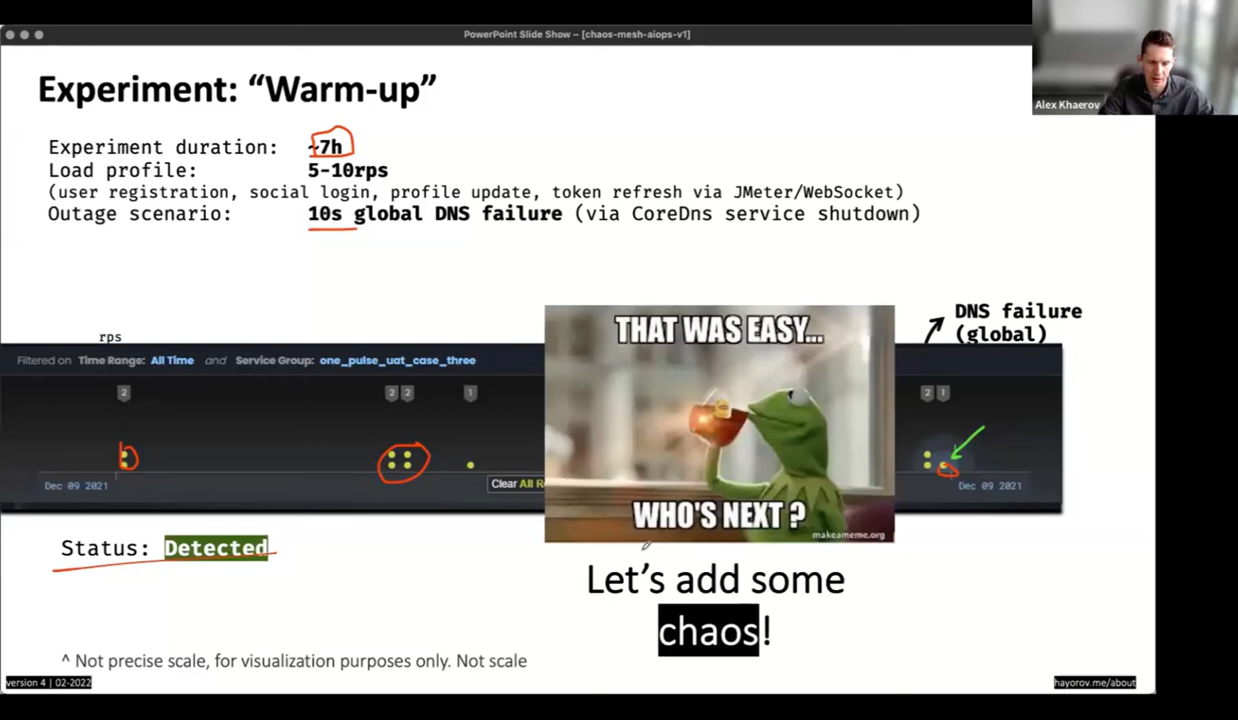 PowerPoint Slide Show – [chaos-mesh-aiops-v1]
Alex Khaerov
Experiment: “Warm-up”
Experiment duration: ~7h
Load profile: 5-10rps
(user registration, social login, profile update, token refresh via JMeter/WebSocket)
Outage scenario: 10s global DNS failure (via CoreDns service shutdown)
DNS failure
(global)
rps
Filtered on Time Range: All Time and Service Group: one_pulse_uat_case_three
2 2 2 1 2 1
Dec 09 2021
Clear All R
Dec 09 2021
THAT WAS EASY...
WHO'S NEXT ?
makeameme.org
Status: Detected
Let’s add some
chaos!
^ Not precise scale, for visualization purposes only. Not scale
version 4 | 02-2022
hayorov.me/about